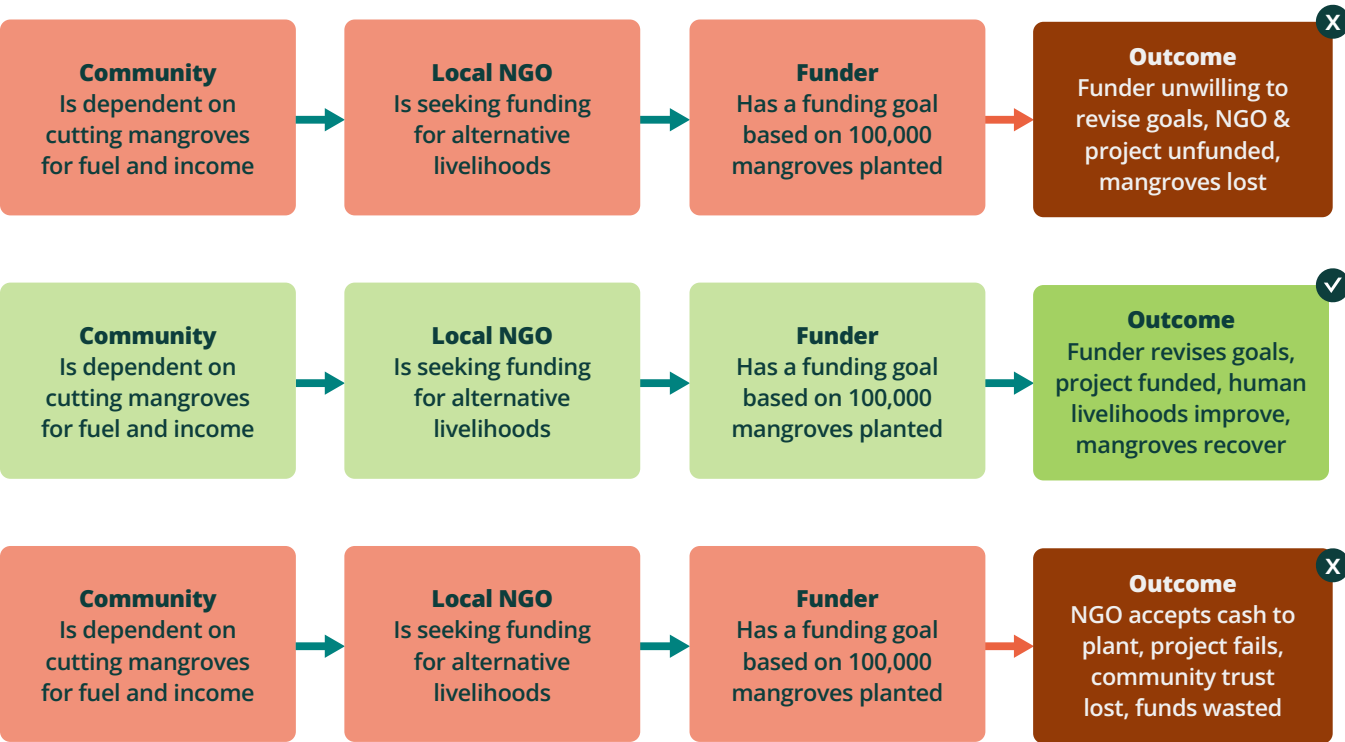 Community
Is dependent on
cutting mangroves
for fuel and income
Local NGO
Is seeking funding
for alternative
livelihoods
Funder
Has a funding goal
based on 100,000
mangroves planted
X
Outcome
Funder unwilling to
revise goals, NGO &
project unfunded,
mangroves lost
Community
Is dependent on
cutting mangroves
for fuel and income
Local NGO
Is seeking funding
for alternative
livelihoods
Funder
Has a funding goal
based on 100,000
mangroves planted
Outcome
Funder revises goals,
project funded, human
livelihoods improve,
mangroves recover
Community
Is dependent on
cutting mangroves
for fuel and income
Local NGO
Is seeking funding
for alternative
livelihoods
Funder
Has a funding goal
based on 100,000
mangroves planted
X
Outcome
NGO accepts cash to
plant, project fails,
community trust
lost, funds wasted